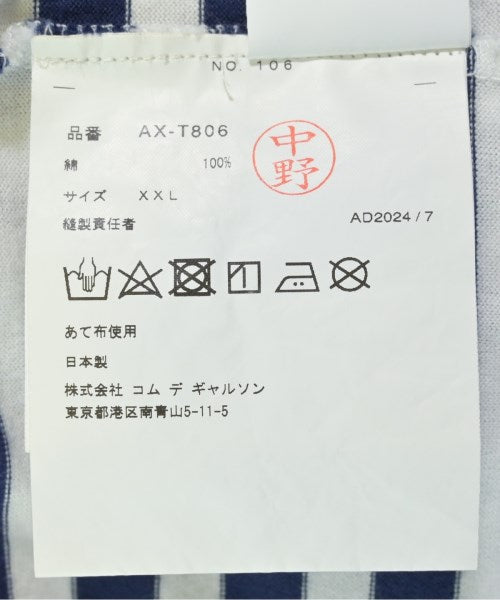 NO. 106
品番 AX-T806
綿 100%
中野
サイズ XXL
縫製責任者 AD2024/7
あて布使用
日本製
株式会社 コム デ ギャルソン
東京都港区南青山5-11-5